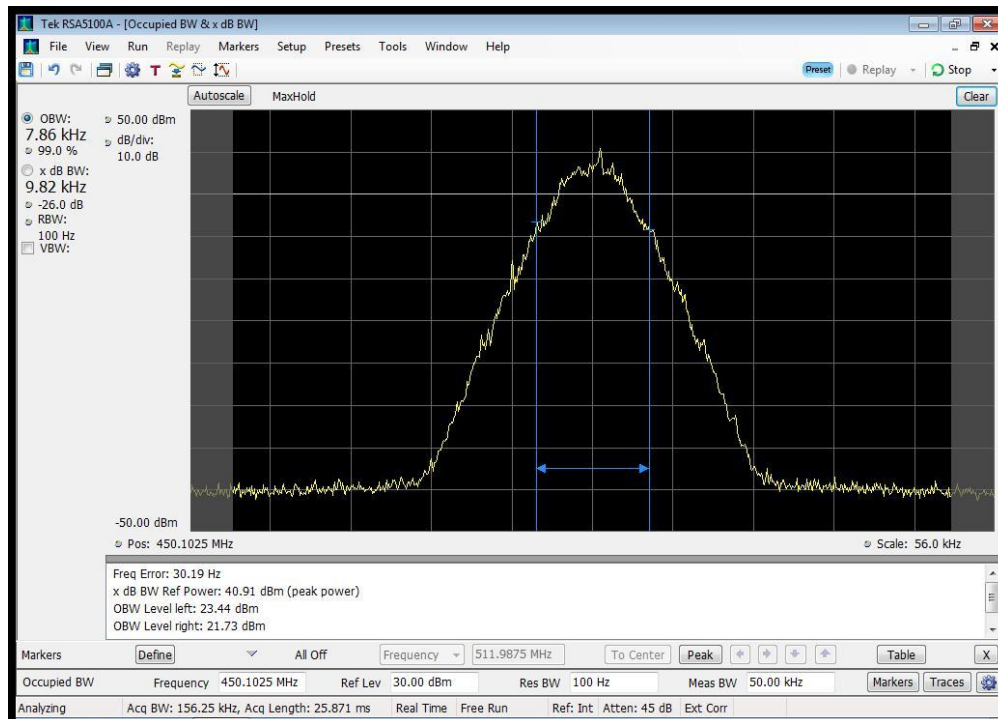 Tek RSA5100A - [Occupied BW & x dB BW]
File View Run Replay Markers Setup Presets Tools Window Help
T Preset Replay Stop
Autoscale MaxHold Clear
OBW:
7.86 kHz
99.0 %
x dB BW:
9.82 kHz
-26.0 dB
RBW:
100 Hz
VBW:
50.00 dBm
dB/div:
10.0 dB
-50.00 dBm
Pos: 450.1025 MHz Scale: 56.0 kHz
Freq Error: 30.19 Hz
x dB BW Ref Power: 40.91 dBm (peak power)
OBW Level left: 23.44 dBm
OBW Level right: 21.73 dBm
Markers Define All Off Frequency 511.9875 MHz To Center Peak Table X
Occupied BW Frequency 450.1025 MHz Ref Lev 30.00 dBm Res BW 100 Hz Meas BW 50.00 kHz Markers Traces
Analyzing Acq BW: 156.25 kHz, Acq Length: 25.871 ms Real Time Free Run Ref: Int Atten: 45 dB Ext Corr